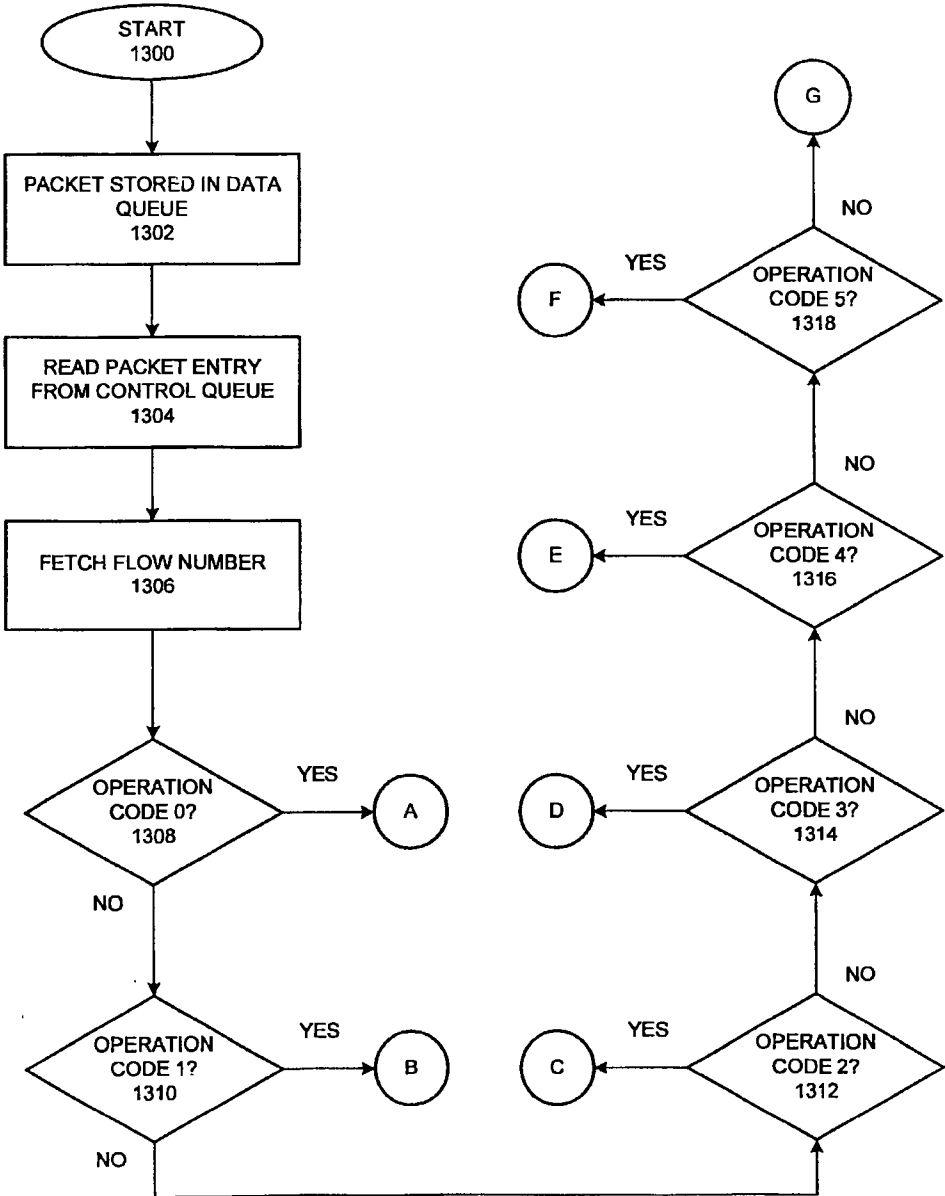 START
1300
PACKET STORED IN DATA
QUEUE
1302
READ PACKET ENTRY
FROM CONTROL QUEUE
1304
FETCH FLOW NUMBER
1306
OPERATION
CODE 0?
1308
YES
A
NO
OPERATION
CODE 1?
1310
YES
B
NO
OPERATION
CODE 2?
1312
YES
C
NO
OPERATION
CODE 3?
1314
YES
D
NO
OPERATION
CODE 4?
1316
YES
E
NO
OPERATION
CODE 5?
1318
YES
F
NO
G